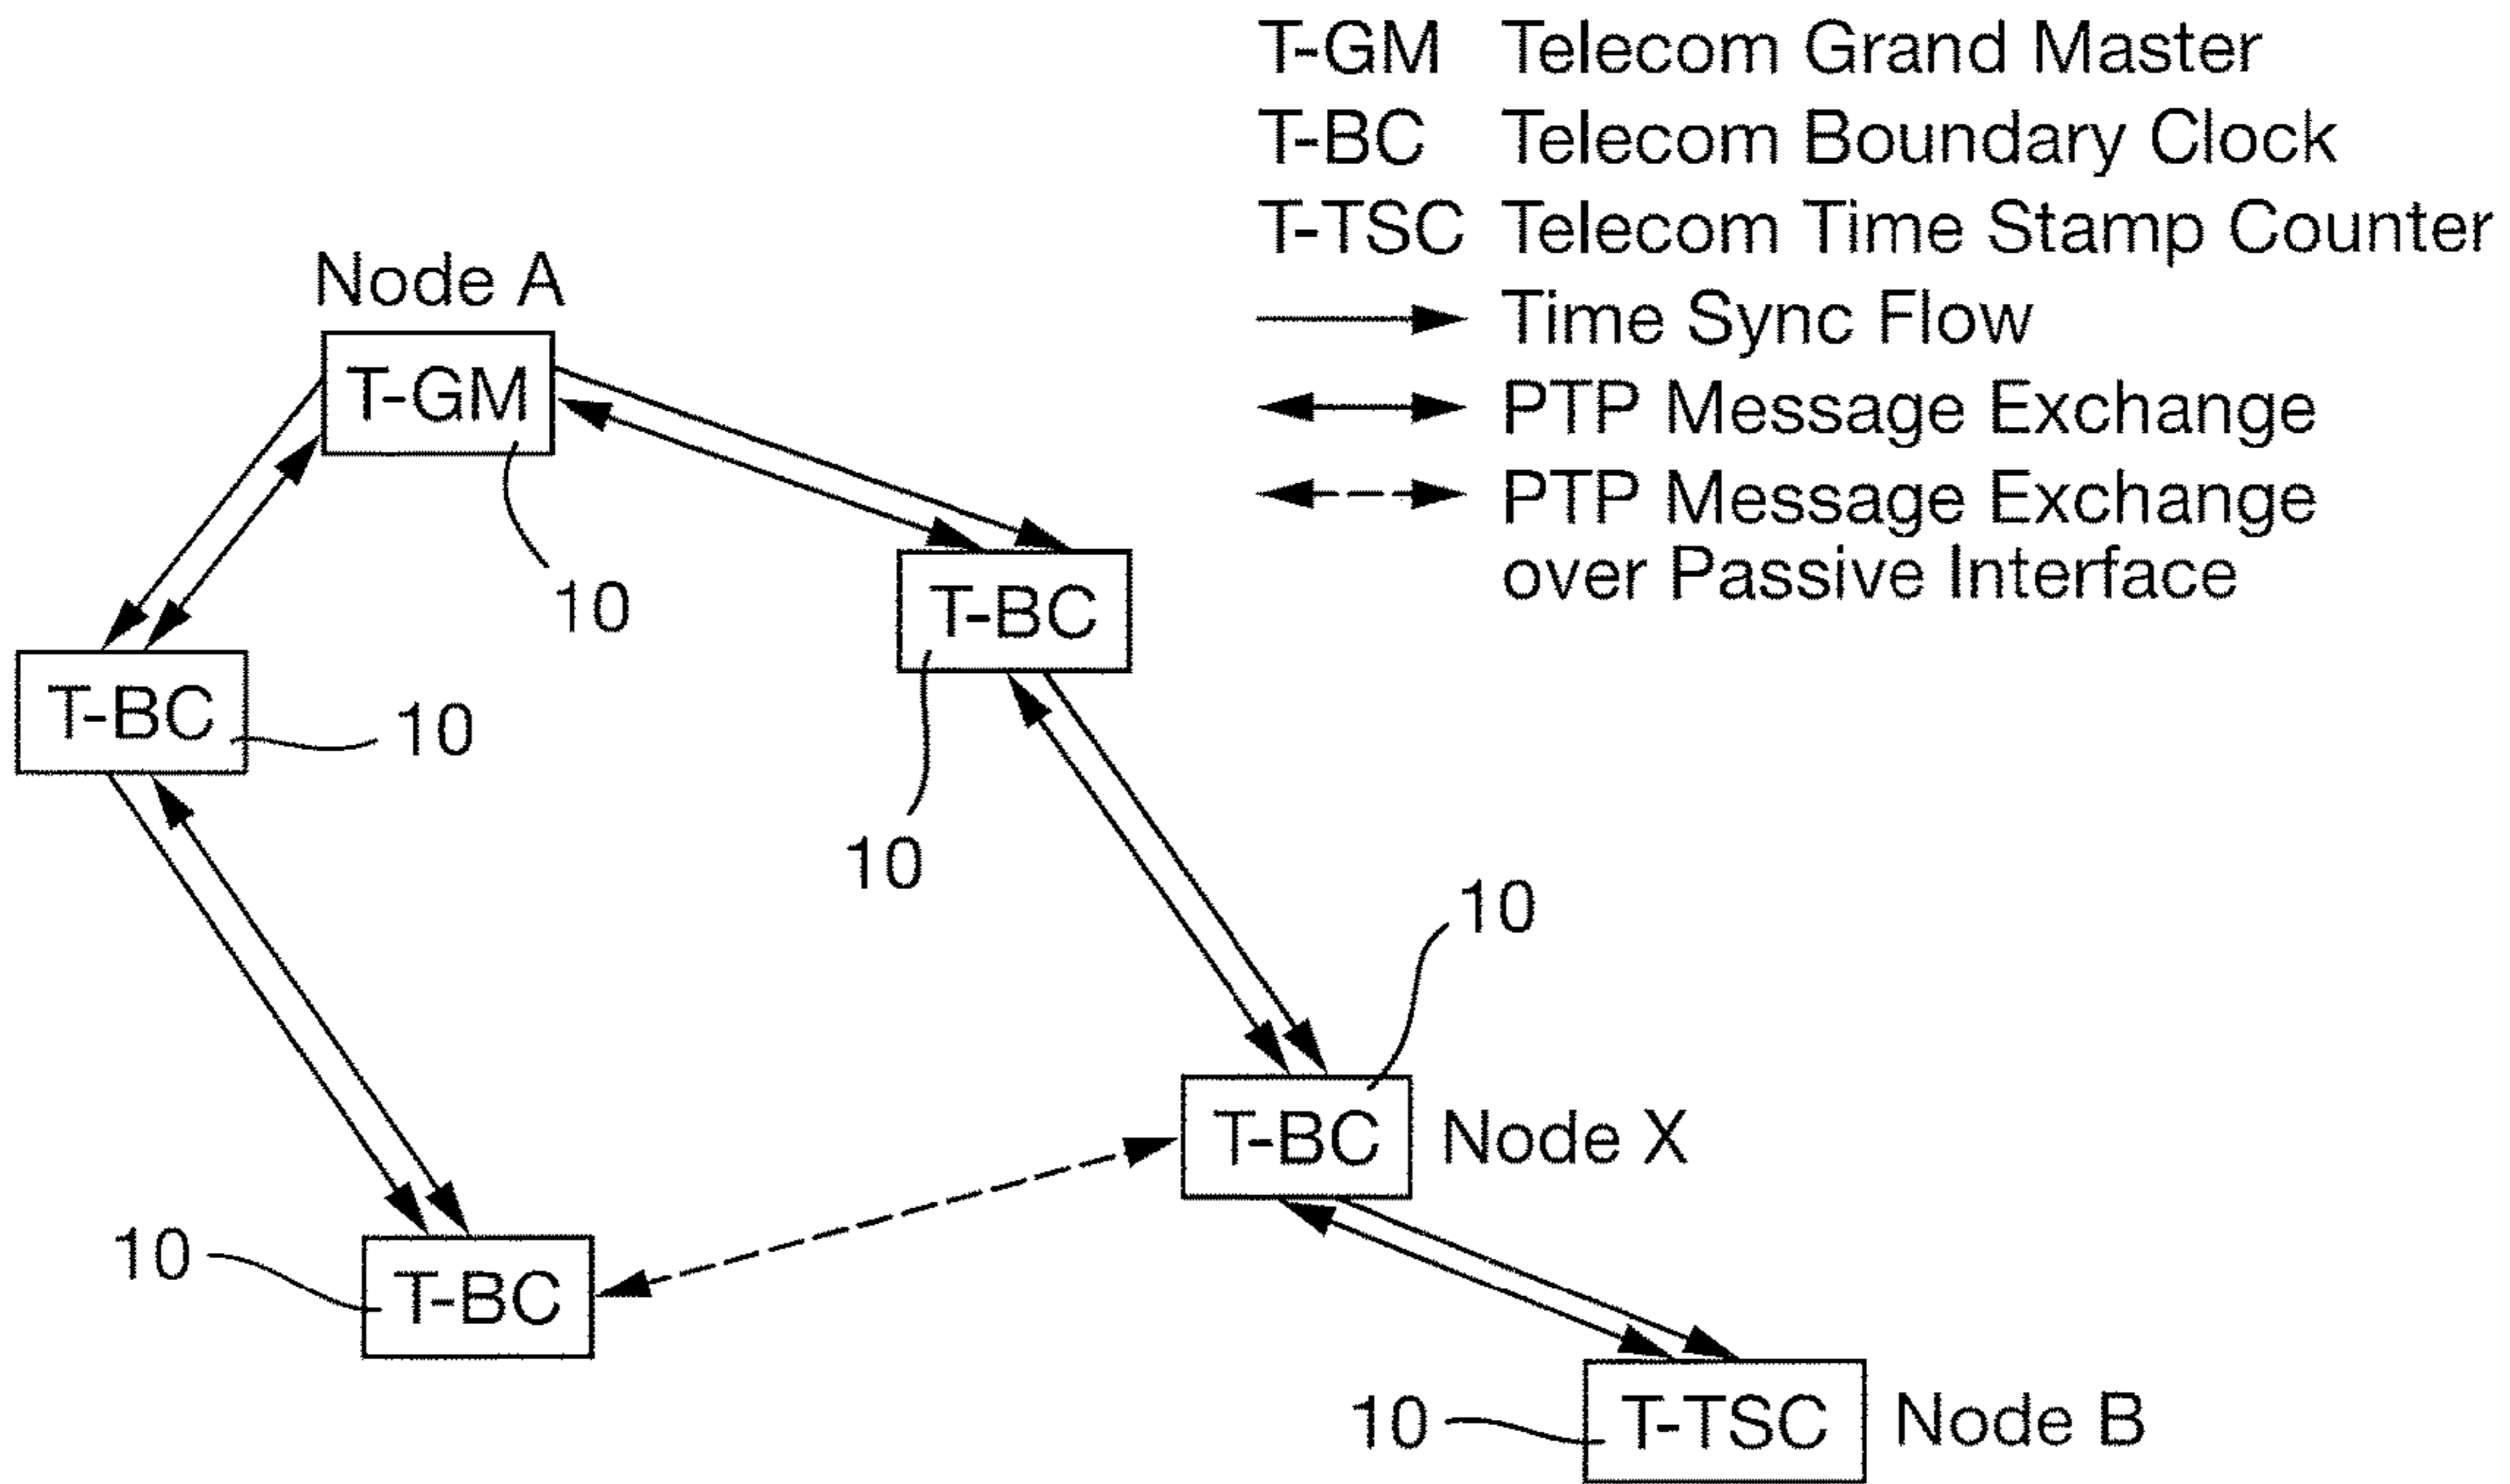 T-GM Telecom Grand Master
T-BC Telecom Boundary Clock
T-TSC Telecom Time Stamp Counter
Time Sync Flow
PTP Message Exchange
PTP Message Exchange
over Passive Interface
Node A
T-GM
10
T-BC
10
T-BC
10
10
T-BC
Node X
10
T-BC
10
T-TSC
Node B